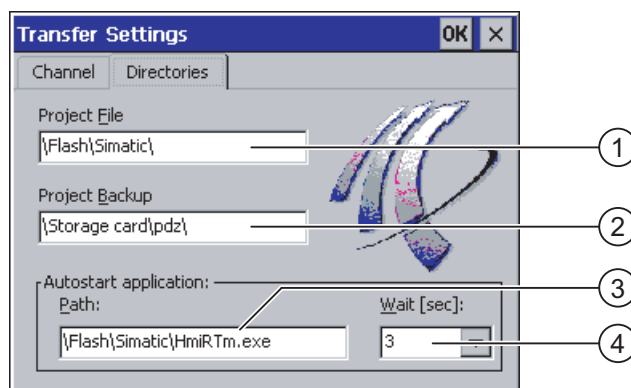 Transfer Settings OK ×
Channel Directories
Project File
\Flash\Simatic\
1
Project Backup
\Storage card\pdz\
2
Autostart application:
3
Path: Wait [sec]:
\Flash\Simatic\HmiRTm.exe 3
4